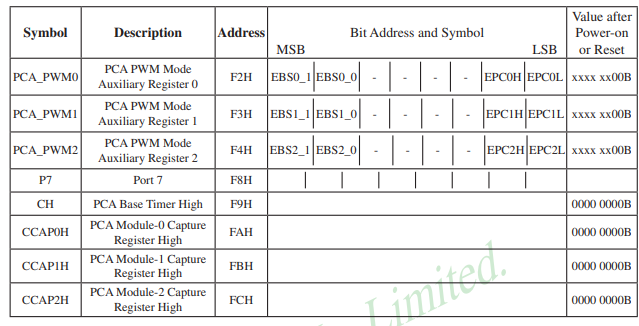 Symbol Description Address Bit Address and Symbol Value after Power-on or Reset
MSB LSB
PCA_PWM0 PCA PWM Mode Auxiliary Register 0 F2H EBS0_1 EBS0_0 - - - - EPC0H EPC0L xxxx xx00B
PCA_PWM1 PCA PWM Mode Auxiliary Register 1 F3H EBS1_1 EBS1_0 - - - - EPC1H EPC1L xxxx xx00B
PCA_PWM2 PCA PWM Mode Auxiliary Register 2 F4H EBS2_1 EBS2_0 - - - - EPC2H EPC2L xxxx xx00B
P7 Port 7 F8H
CH PCA Base Timer High F9H 0000 0000B
CCAP0H PCA Module-0 Capture Register High FAH 0000 0000B
CCAP1H PCA Module-1 Capture Register High FBH 0000 0000B
CCAP2H PCA Module-2 Capture Register High FCH 0000 0000B
Limited.